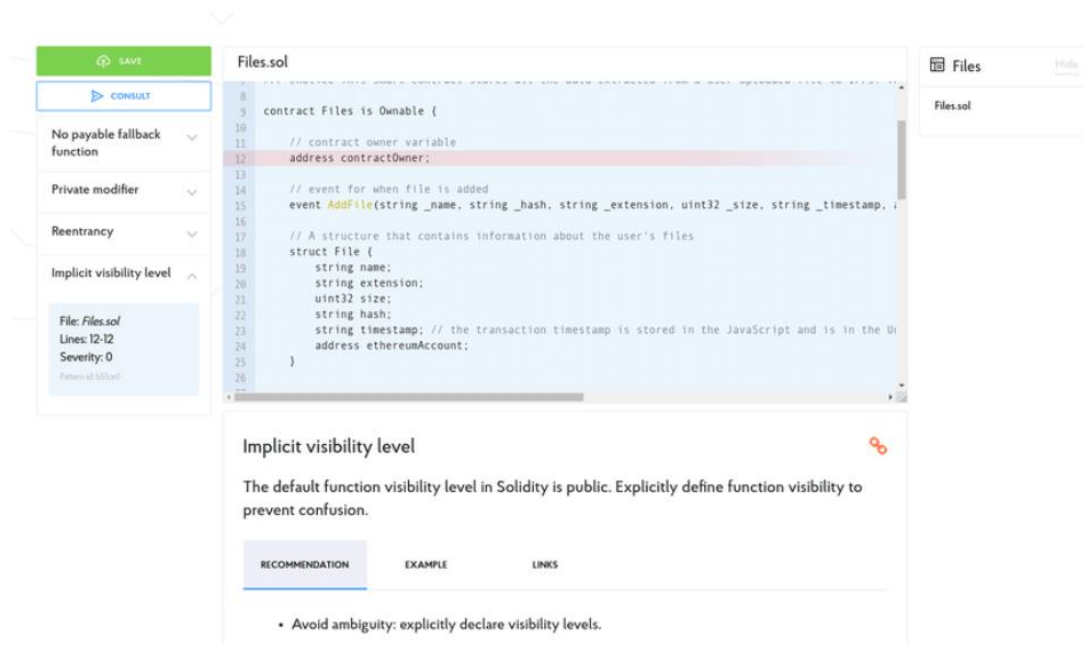 SAVE
CONSULT
No payable fallback
function
Private modifier
Reentrancy
Implicit visibility level
File: Files.sol
Lines: 12-12
Severity: 0
Files.sol
8
9 contract Files is Ownable {
10
11 // contract owner variable
12 address contractOwner;
13
14 // event for when file is added
15 event AddFile(string _name, string _hash, string _extension, uint32 _size, string _timestamp,
16
17 // A structure that contains information about the user's files
18 struct File {
19 string name;
20 string extension;
21 uint32 size;
22 string hash;
23 string timestamp; // the transaction timestamp is stored in the JavaScript and is in the
24 address ethereumAccount;
25 }
26
Implicit visibility level
The default function visibility level in Solidity is public. Explicitly define function visibility to
prevent confusion.
RECOMMENDATION EXAMPLE LINKS
• Avoid ambiguity: explicitly declare visibility levels.
Files Hide
Files.sol